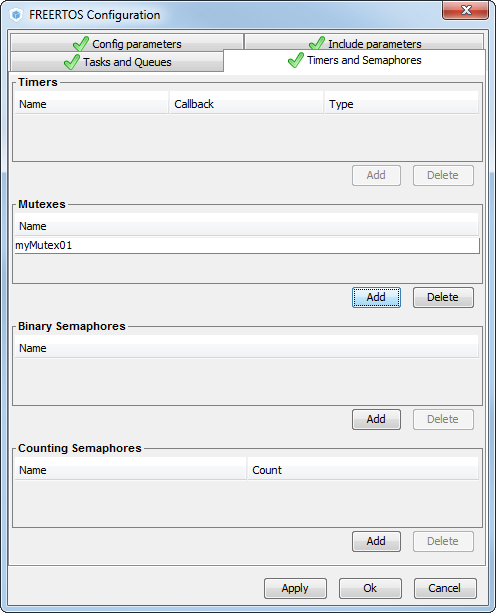 FREERTOS Configuration
Config parameters Include parameters
Tasks and Queues Timers and Semaphores
Timers
Name Callback Type
Add Delete
Mutexes
Name
myMutex01
Add Delete
Binary Semaphores
Name
Add Delete
Counting Semaphores
Name Count
Add Delete
Apply Ok Cancel